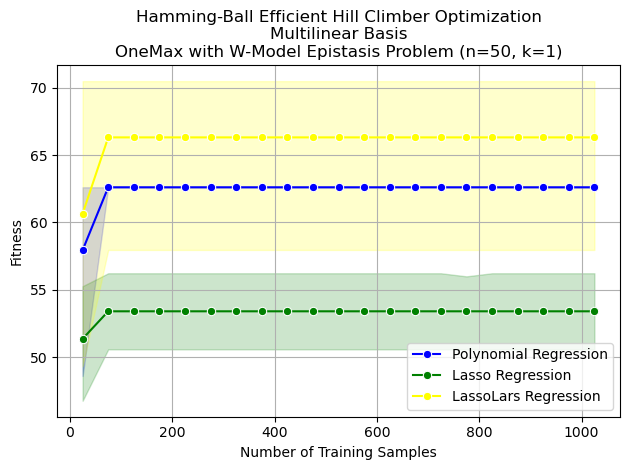 Hamming-Ball Efficient Hill Climber Optimization
Multilinear Basis
OneMax with W-Model Epistasis Problem (n=50, k=1)
70
65
60
55
50
Fitness
0 200 400 600 800 1000
Number of Training Samples
Polynomial Regression
Lasso Regression
LassoLars Regression